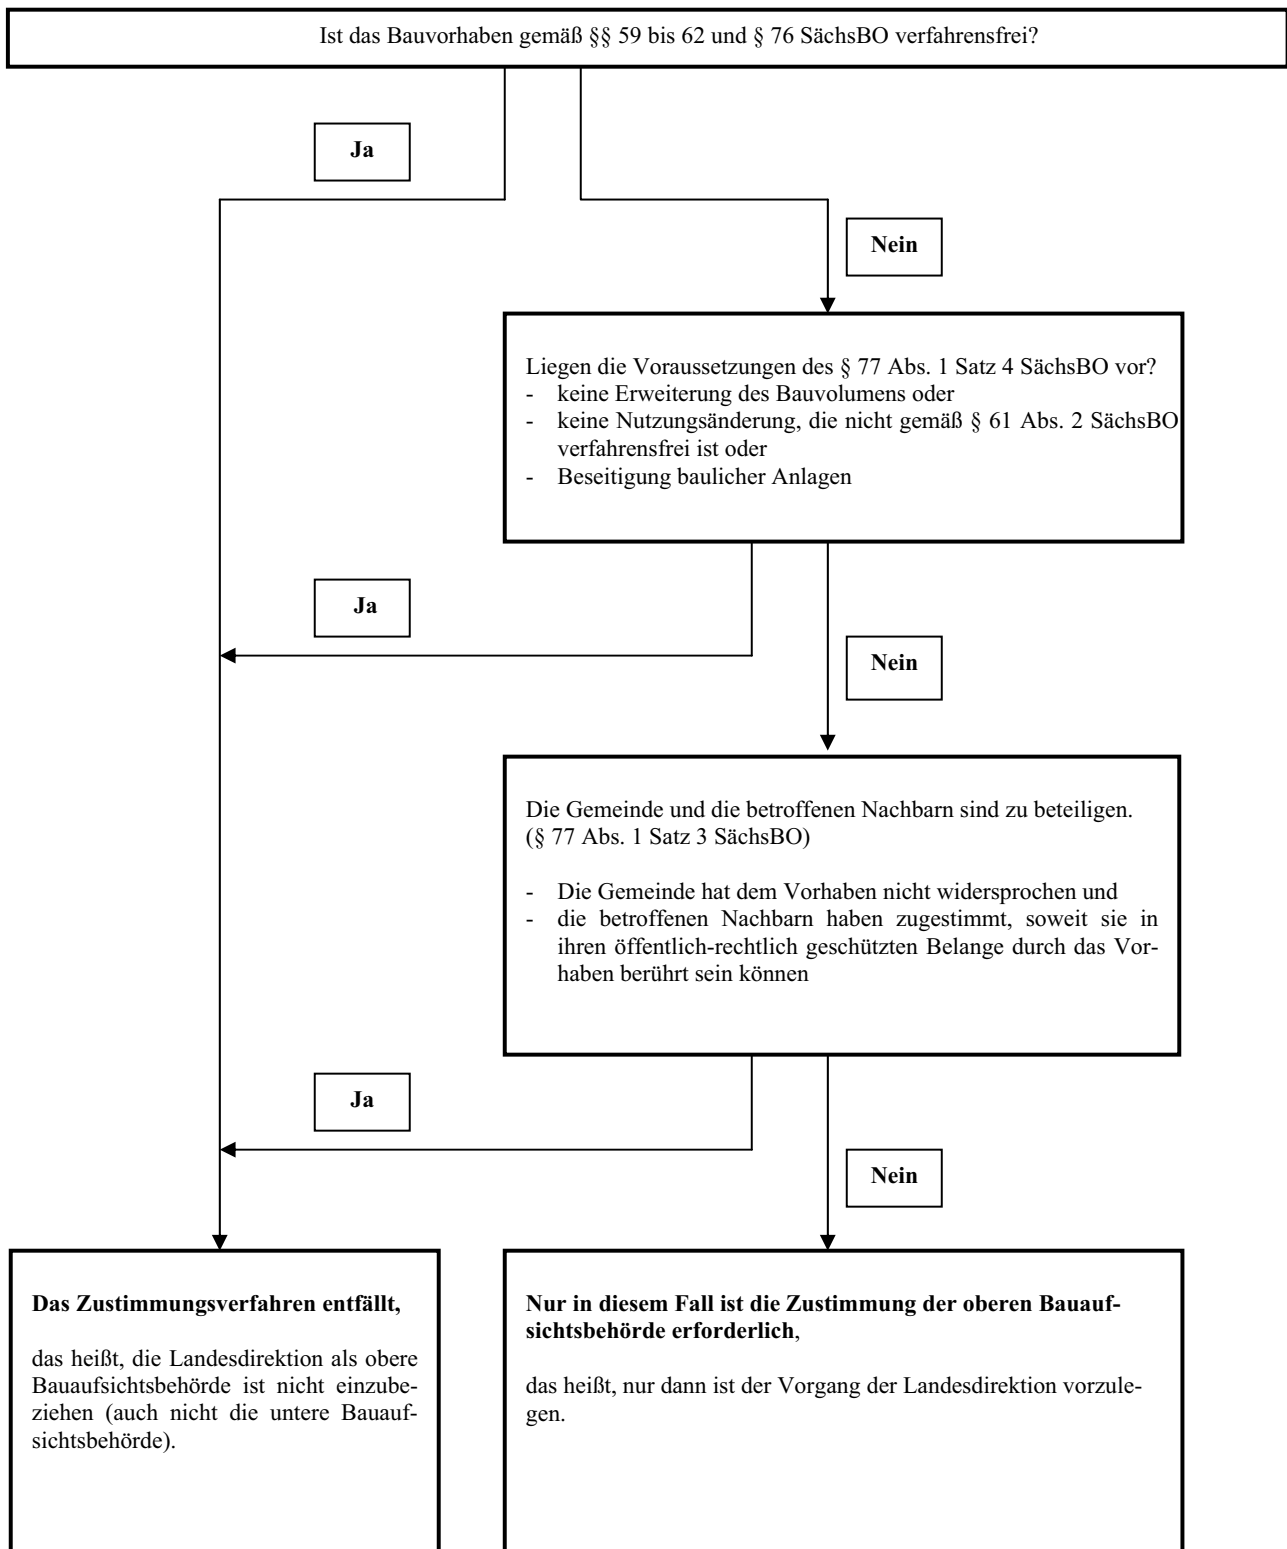 Ist das Bauvorhaben gemäß §§ 59 bis 62 und § 76 SächsBO verfahrensfrei?
Ja
Nein
Liegen die Voraussetzungen des § 77 Abs. 1 Satz 4 SächsBO vor?
- keine Erweiterung des Bauvolumens oder
- keine Nutzungsänderung, die nicht gemäß § 61 Abs. 2 SächsBO
verfahrensfrei ist oder
- Beseitigung baulicher Anlagen
Ja
Nein
Die Gemeinde und die betroffenen Nachbarn sind zu beteiligen.
(§ 77 Abs. 1 Satz 3 SächsBO)
- Die Gemeinde hat dem Vorhaben nicht widersprochen und
- die betroffenen Nachbarn haben zugestimmt, soweit sie in
ihren öffentlich-rechtlich geschützten Belange durch das Vor-
haben berührt sein können
Ja
Nein
Das Zustimmungsverfahren entfällt,
das heißt, die Landesdirektion als obere
Bauaufsichtsbehörde ist nicht einzube-
ziehen (auch nicht die untere Bauauf-
sichtsbehörde).
Nur in diesem Fall ist die Zustimmung der oberen Bauauf-
sichtsbehörde erforderlich,
das heißt, nur dann ist der Vorgang der Landesdirektion vorzule-
gen.